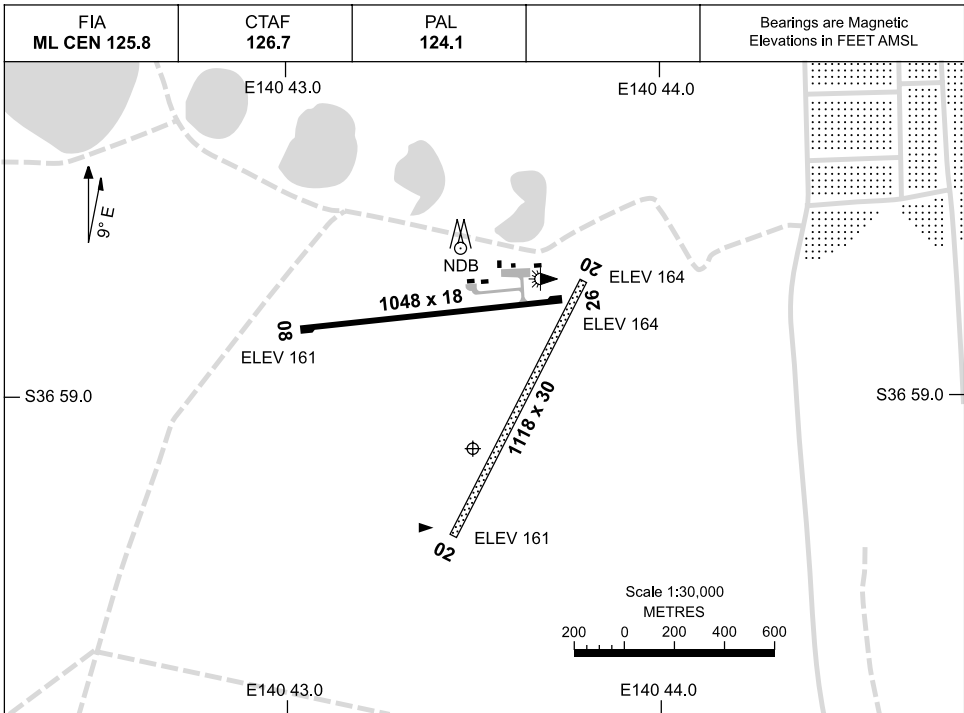 FIA
ML CEN 125.8
CTAF
126.7
PAL
124.1
Bearings are Magnetic
Elevations in FEET AMSL
E140 43.0
E140 44.0
9° E
NDB
20
ELEV 164
1048 x 18
26
ELEV 164
08
ELEV 161
S36 59.0
S36 59.0
1118 x 30
02
ELEV 161
Scale 1:30,000
METRES
200 0 200 400 600
E140 43.0
E140 44.0